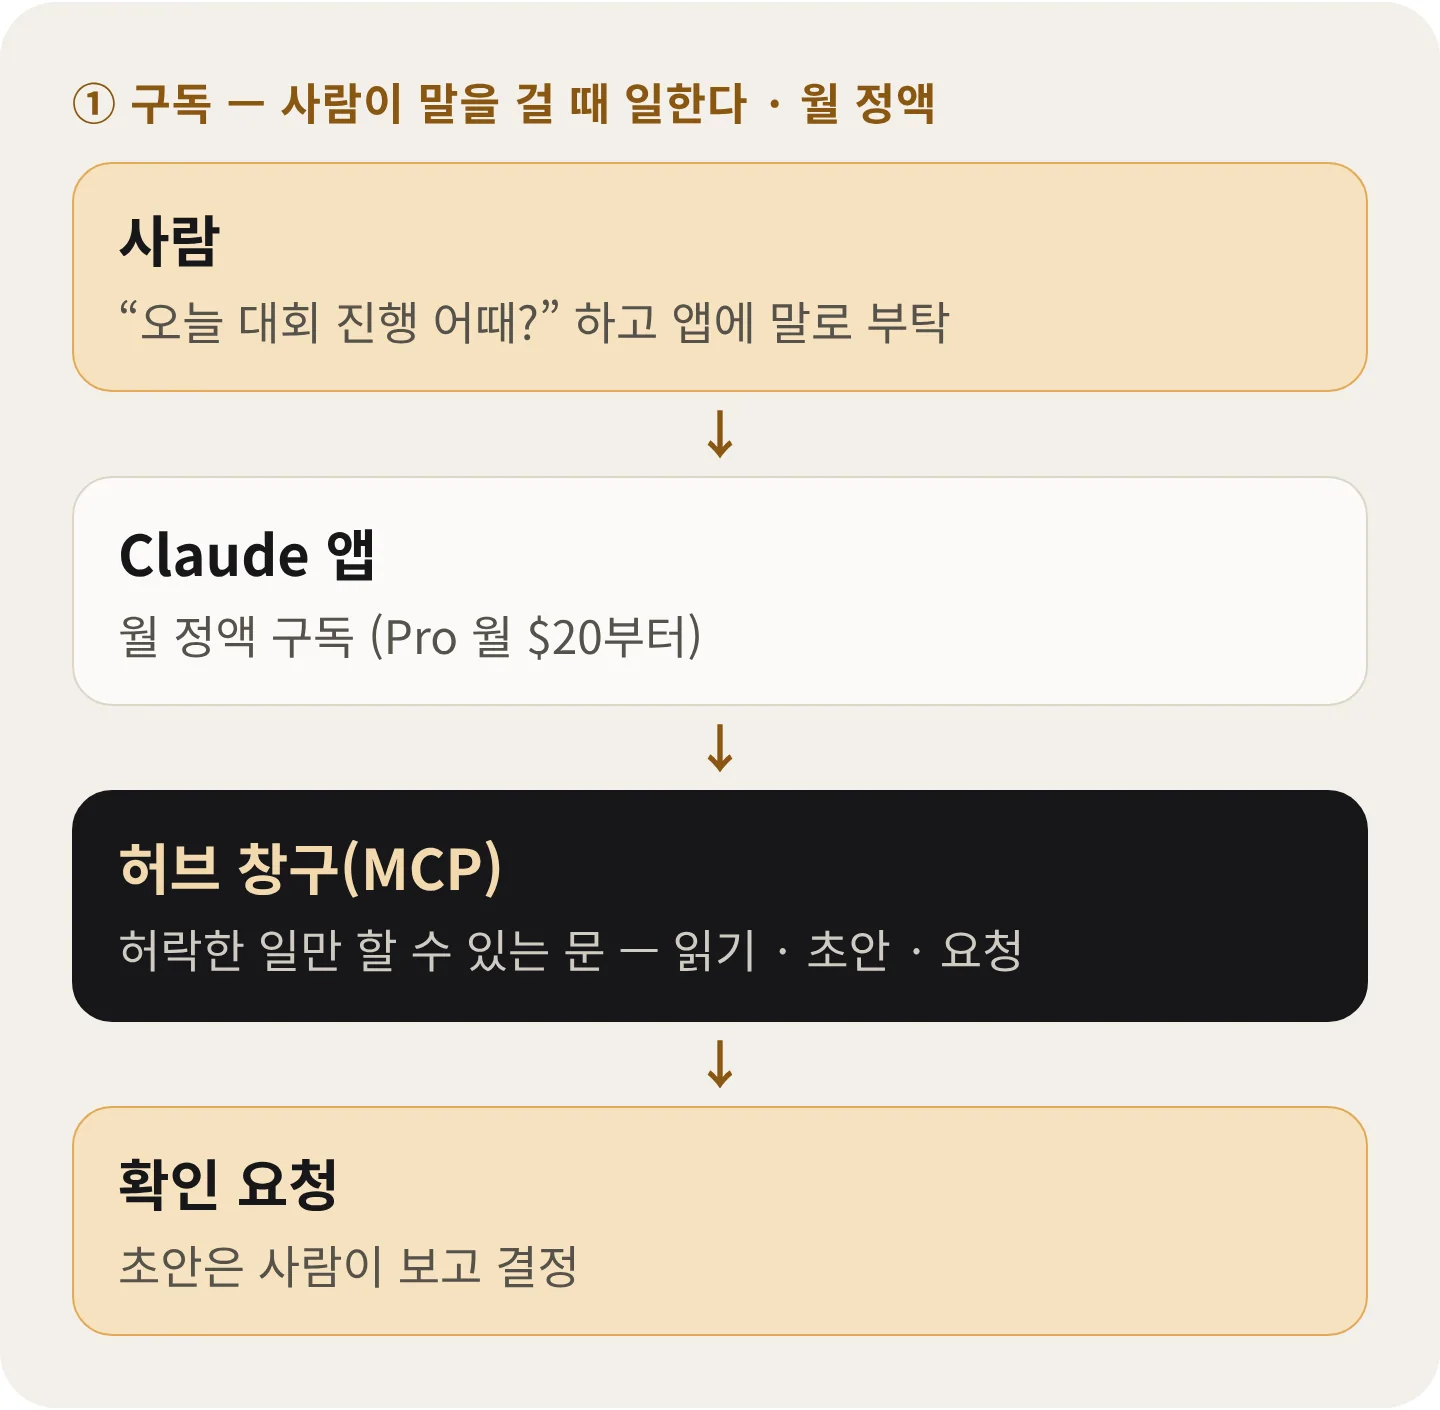 ① 구독 — 사람이 말을 걸 때 일한다 · 월 정액
사람
“오늘 대회 진행 어때?” 하고 앱에 말로 부탁
↓
Claude 앱
월 정액 구독 (Pro 월 $20부터)
↓
허브 창구(MCP)
허락한 일만 할 수 있는 문 — 읽기 · 초안 · 요청
↓
확인 요청
초안은 사람이 보고 결정